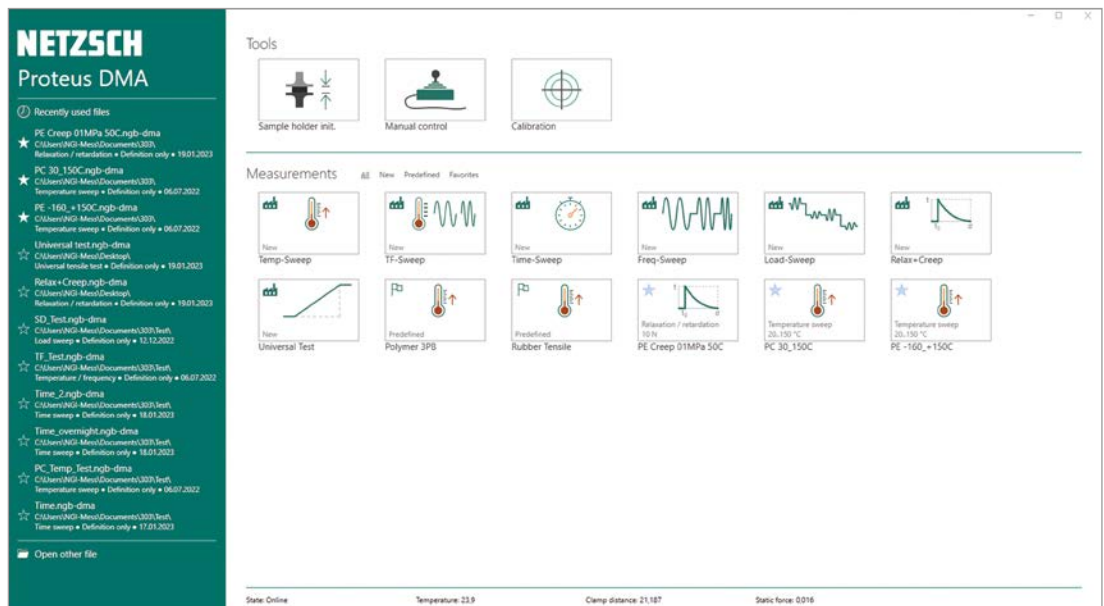 NETZSCH
Proteus DMA
Recently used files
PE Creep 01MPa 50C.ngb-dma
C:\Users\NGI-Mess\Documents\303\
Relaxation / retardation • Definition only • 19.01.2023
PC 30_150C.ngb-dma
C:\Users\NGI-Mess\Documents\303\
Temperature sweep • Definition only • 06.07.2022
PE -160_+150C.ngb-dma
C:\Users\NGI-Mess\Documents\303\
Temperature sweep • Definition only • 06.07.2022
Universal test.ngb-dma
C:\Users\NGI-Mess\Desktop\
Universal tensile test • Definition only • 19.01.2023
Relax+Creep.ngb-dma
C:\Users\NGI-Mess\Desktop\
Relaxation / retardation • Definition only • 19.01.2023
SD_Test.ngb-dma
C:\Users\NGI-Mess\Documents\303\Test\
Load sweep • Definition only • 12.12.2022
TF_Test.ngb-dma
C:\Users\NGI-Mess\Documents\303\Test\
Temperature / frequency • Definition only • 06.07.2022
Time_2.ngb-dma
C:\Users\NGI-Mess\Documents\303\Test\
Time sweep • Definition only • 18.01.2023
Time_overnight.ngb-dma
C:\Users\NGI-Mess\Documents\303\Test\
Time sweep • Definition only • 18.01.2023
PC_Temp_Test.ngb-dma
C:\Users\NGI-Mess\Documents\303\Test\
Temperature sweep • Definition only • 06.07.2022
Time.ngb-dma
C:\Users\NGI-Mess\Documents\303\Test\
Time sweep • Definition only • 17.01.2023
Open other file
Tools
Sample holder init. Manual control Calibration
Measurements All New Predefined Favorites
New New New New New New
Temp-Sweep TF-Sweep Time-Sweep Freq-Sweep Load-Sweep Relax+Creep
Relaxation / retardation Temperature sweep Temperature sweep
New Predefined Predefined 10 N 20..150 °C 20..150 °C
Universal Test Polymer 3PB Rubber Tensile PE Creep 01MPa 50C PC 30_150C PE -160_+150C
State: Online Temperature: 23,9 Clamp distance: 21,187 Static force: 0,016